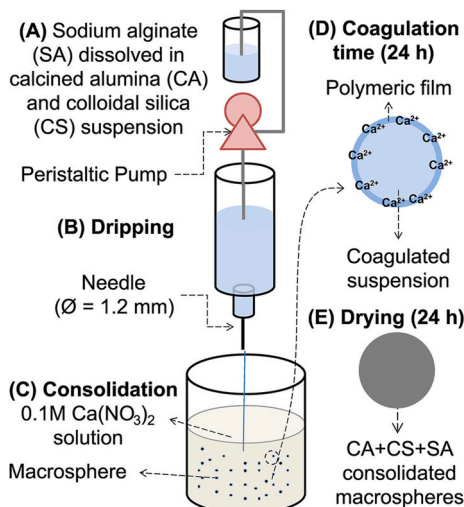 (A) Sodium alginate
(SA) dissolved in
calcined alumina (CA)
and colloidal silica
(CS) suspension
Peristaltic Pump
(B) Dripping
Needle
(Ø = 1.2 mm)
(C) Consolidation
0.1M Ca(NO₃)₂
solution
Macrosphere
(D) Coagulation
time (24 h)
Polymeric film
Ca²⁺
Ca²⁺
Ca²⁺
Ca²⁺
Ca²⁺
Ca²⁺
Ca²⁺
Ca²⁺
Ca²⁺
Coagulated
suspension
(E) Drying (24 h)
CA+CS+SA
consolidated
macrospheres